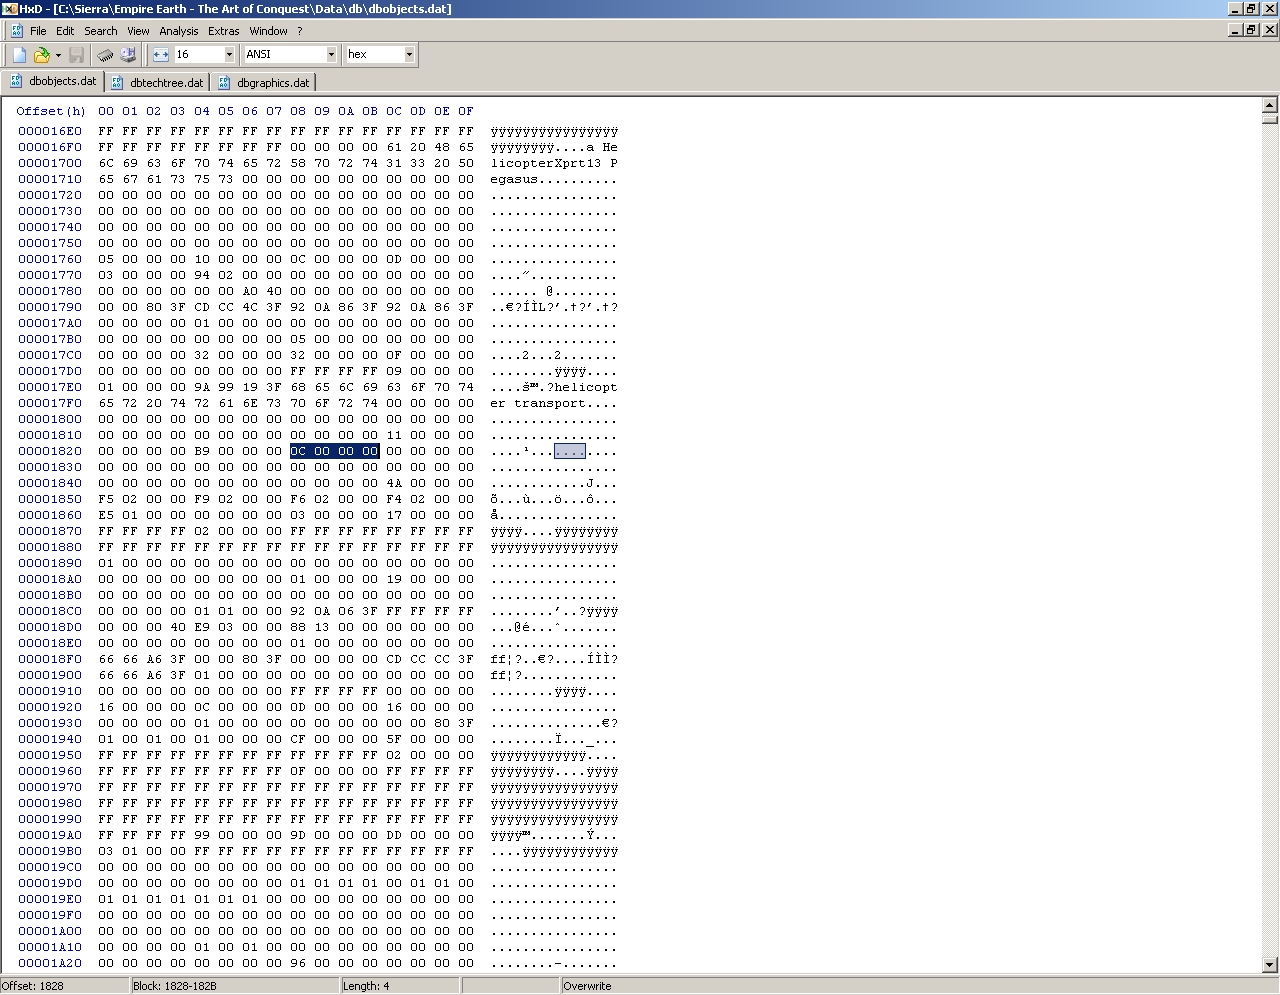 HxD - [C:\Sierra\Empire Earth - The Art of Conquest\Data\db\dbobjects.dat]
File Edit Search View Analysis Extras Window ?
16 ANSI hex
dbobjects.dat dbtechtree.dat dbgraphics.dat
Offset(h) 00 01 02 03 04 05 06 07 08 09 0A 0B 0C 0D 0E 0F
000016E0 FF FF FF FF FF FF FF FF FF FF FF FF FF FF FF FF ÿÿÿÿÿÿÿÿÿÿÿÿÿÿÿÿ
000016F0 FF FF FF FF FF FF FF FF 00 00 00 00 61 20 48 65 ÿÿÿÿÿÿÿÿ....a He
00001700 6C 69 63 6F 70 74 65 72 58 70 72 74 31 33 20 50 licopterXprt13 P
00001710 65 67 61 73 75 73 00 00 00 00 00 00 00 00 00 00 egasus..........
00001720 00 00 00 00 00 00 00 00 00 00 00 00 00 00 00 00 ................
00001730 00 00 00 00 00 00 00 00 00 00 00 00 00 00 00 00 ................
00001740 00 00 00 00 00 00 00 00 00 00 00 00 00 00 00 00 ................
00001750 00 00 00 00 00 00 00 00 00 00 00 00 00 00 00 00 ................
00001760 05 00 00 00 10 00 00 00 0C 00 00 00 0D 00 00 00 ................
00001770 03 00 00 00 94 02 00 00 00 00 00 00 00 00 00 00 ....”...........
00001780 00 00 00 00 00 00 A0 40 00 00 00 00 00 00 00 00 ...... @........
00001790 00 00 80 3F CD CC 4C 3F 92 0A 86 3F 92 0A 86 3F ..€?ÍÌL?’.†?’.†?
000017A0 00 00 00 00 01 00 00 00 00 00 00 00 00 00 00 00 ................
000017B0 00 00 00 00 00 00 00 00 05 00 00 00 00 00 00 00 ................
000017C0 00 00 00 00 32 00 00 00 32 00 00 00 0F 00 00 00 ....2...2.......
000017D0 00 00 00 00 00 00 00 00 FF FF FF FF 09 00 00 00 ........ÿÿÿÿ....
000017E0 01 00 00 00 9A 99 19 3F 68 65 6C 69 63 6F 70 74 ....š™.?helicopt
000017F0 65 72 20 74 72 61 6E 73 70 6F 72 74 00 00 00 00 er transport....
00001800 00 00 00 00 00 00 00 00 00 00 00 00 00 00 00 00 ................
00001810 00 00 00 00 00 00 00 00 00 00 00 00 11 00 00 00 ................
00001820 00 00 00 00 B9 00 00 00 0C 00 00 00 00 00 00 00 ....¹...........
00001830 00 00 00 00 00 00 00 00 00 00 00 00 00 00 00 00 ................
00001840 00 00 00 00 00 00 00 00 00 00 00 00 4A 00 00 00 ............J...
00001850 F5 02 00 00 F9 02 00 00 F6 02 00 00 F4 02 00 00 õ...ù...ö...ô...
00001860 E5 01 00 00 00 00 00 00 03 00 00 00 17 00 00 00 å...............
00001870 FF FF FF FF 02 00 00 00 FF FF FF FF FF FF FF FF ÿÿÿÿ....ÿÿÿÿÿÿÿÿ
00001880 FF FF FF FF FF FF FF FF FF FF FF FF FF FF FF FF ÿÿÿÿÿÿÿÿÿÿÿÿÿÿÿÿ
00001890 01 00 00 00 00 00 00 00 00 00 00 00 00 00 00 00 ................
000018A0 00 00 00 00 00 00 00 00 01 00 00 00 19 00 00 00 ................
000018B0 00 00 00 00 00 00 00 00 00 00 00 00 00 00 00 00 ................
000018C0 00 00 00 00 01 01 00 00 92 0A 06 3F FF FF FF FF ........’..?ÿÿÿÿ
000018D0 00 00 00 40 E9 03 00 00 88 13 00 00 00 00 00 00 ...@é...ˆ.......
000018E0 00 00 00 00 00 00 00 00 01 00 00 00 00 00 00 00 ................
000018F0 66 66 A6 3F 00 00 80 3F 00 00 00 00 CD CC CC 3F ff¦?..€?....ÍÌÌ?
00001900 66 66 A6 3F 01 00 00 00 00 00 00 00 00 00 00 00 ff¦?............
00001910 00 00 00 00 00 00 00 00 FF FF FF FF 00 00 00 00 ........ÿÿÿÿ....
00001920 16 00 00 00 0C 00 00 00 0D 00 00 00 16 00 00 00 ................
00001930 00 00 00 00 01 00 00 00 00 00 00 00 00 00 80 3F ..............€?
00001940 01 00 01 00 01 00 00 00 CF 00 00 00 5F 00 00 00 ........Ï..._...
00001950 FF FF FF FF FF FF FF FF FF FF FF FF 02 00 00 00 ÿÿÿÿÿÿÿÿÿÿÿÿ....
00001960 FF FF FF FF FF FF FF FF 0F 00 00 00 FF FF FF FF ÿÿÿÿÿÿÿÿ....ÿÿÿÿ
00001970 FF FF FF FF FF FF FF FF FF FF FF FF FF FF FF FF ÿÿÿÿÿÿÿÿÿÿÿÿÿÿÿÿ
00001980 FF FF FF FF FF FF FF FF FF FF FF FF FF FF FF FF ÿÿÿÿÿÿÿÿÿÿÿÿÿÿÿÿ
00001990 FF FF FF FF FF FF FF FF FF FF FF FF FF FF FF FF ÿÿÿÿÿÿÿÿÿÿÿÿÿÿÿÿ
000019A0 FF FF FF FF 99 00 00 00 9D 00 00 00 DD 00 00 00 ÿÿÿÿ™.......Ý...
000019B0 03 01 00 00 FF FF FF FF FF FF FF FF FF FF FF FF ....ÿÿÿÿÿÿÿÿÿÿÿÿ
000019C0 00 00 00 00 00 00 00 00 00 00 00 00 00 00 00 00 ................
000019D0 00 00 00 00 00 00 00 00 01 01 01 01 00 01 01 00 ................
000019E0 01 01 01 01 01 01 01 00 00 00 00 00 00 00 00 00 ................
000019F0 00 00 00 00 00 00 00 00 00 00 00 00 00 00 00 00 ................
00001A00 00 00 00 00 00 00 00 00 00 00 00 00 00 00 00 00 ................
00001A10 00 00 00 00 01 00 01 00 00 00 00 00 00 00 00 00 ................
00001A20 00 00 00 00 00 00 00 00 96 00 00 00 00 00 00 00 ........–.......
Offset: 1828 Block: 1828-182B Length: 4 Overwrite